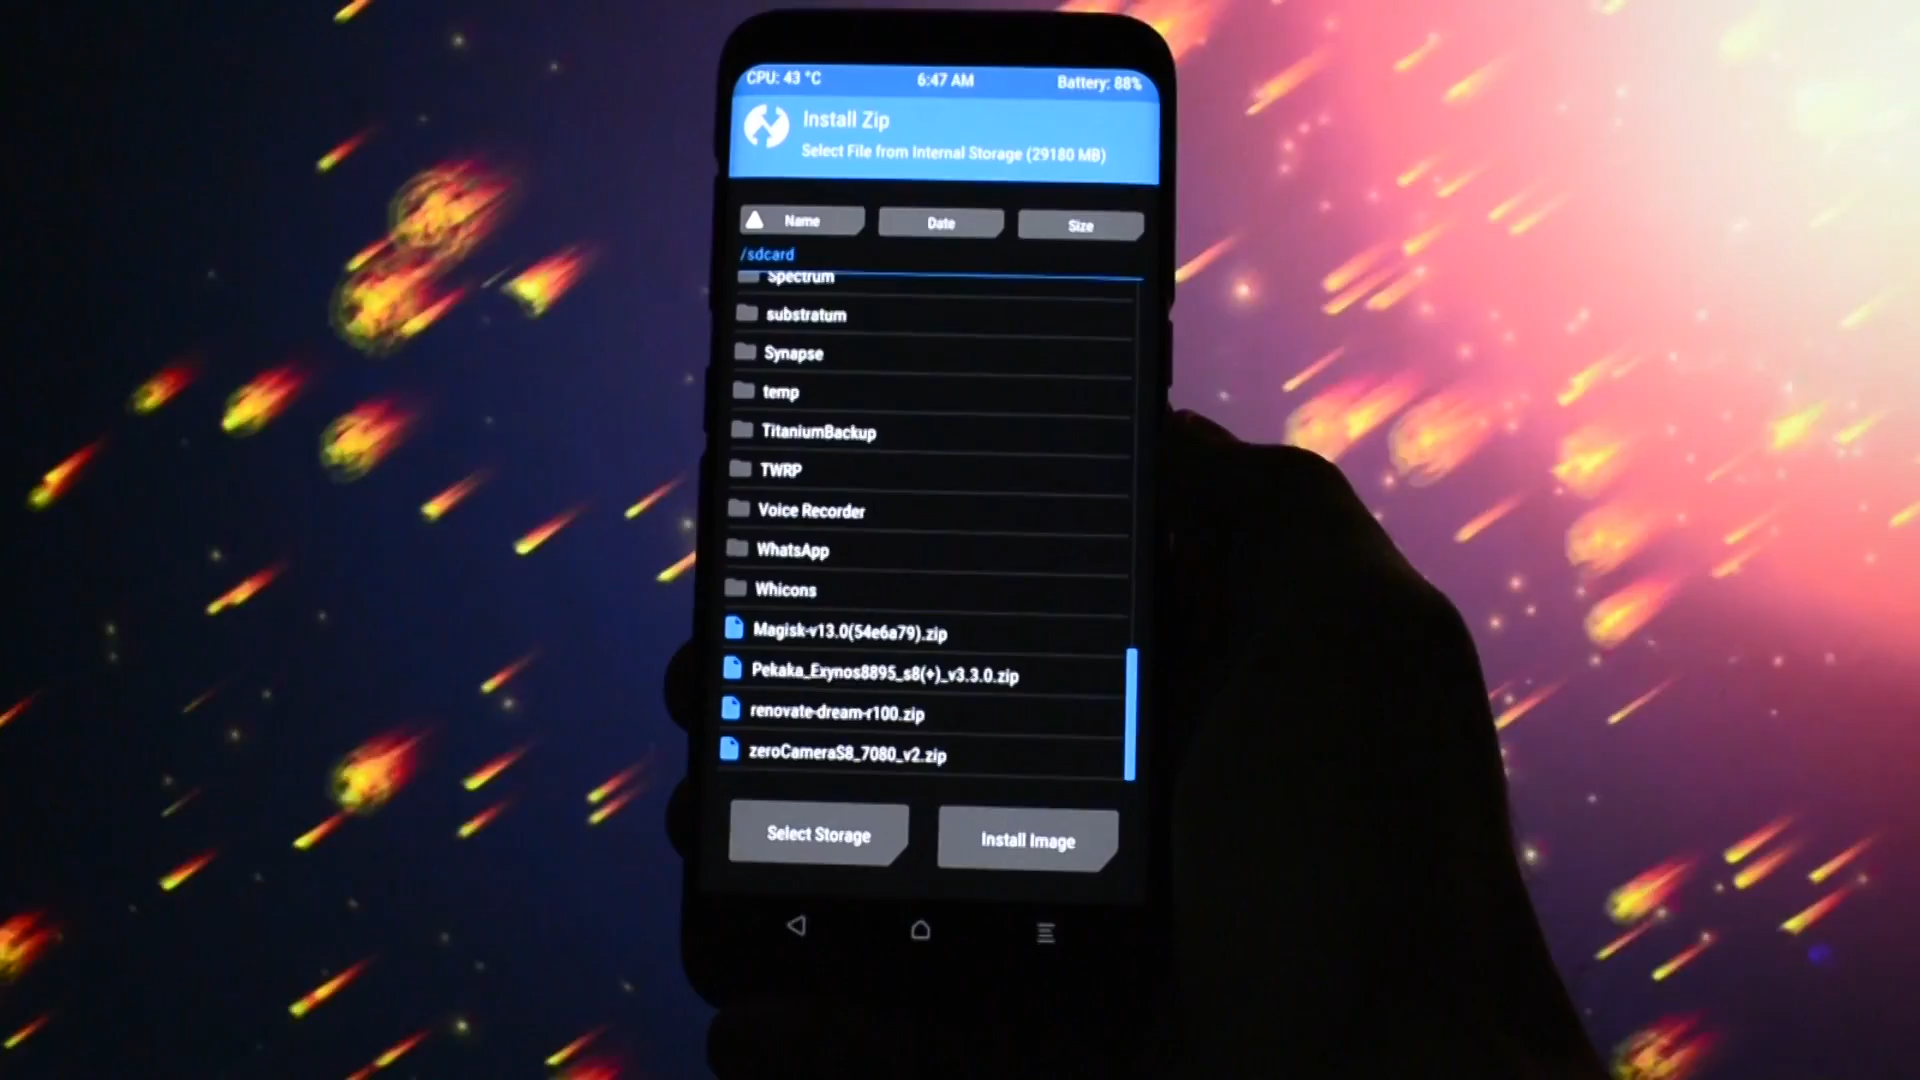 CPU: 43 °C 6:47 AM Battery: 88%
Install Zip
Select File from Internal Storage (29180 MB)
Name Date Size
/sdcard
Spectrum
substratum
Synapse
temp
TitaniumBackup
TWRP
Voice Recorder
WhatsApp
Whicons
Magisk-v13.0(54e6a79).zip
Pekaka_Exynos8895_s8(+)_v3.3.0.zip
renovate-dream-r100.zip
zeroCameraS8_7080_v2.zip
Select Storage Install Image